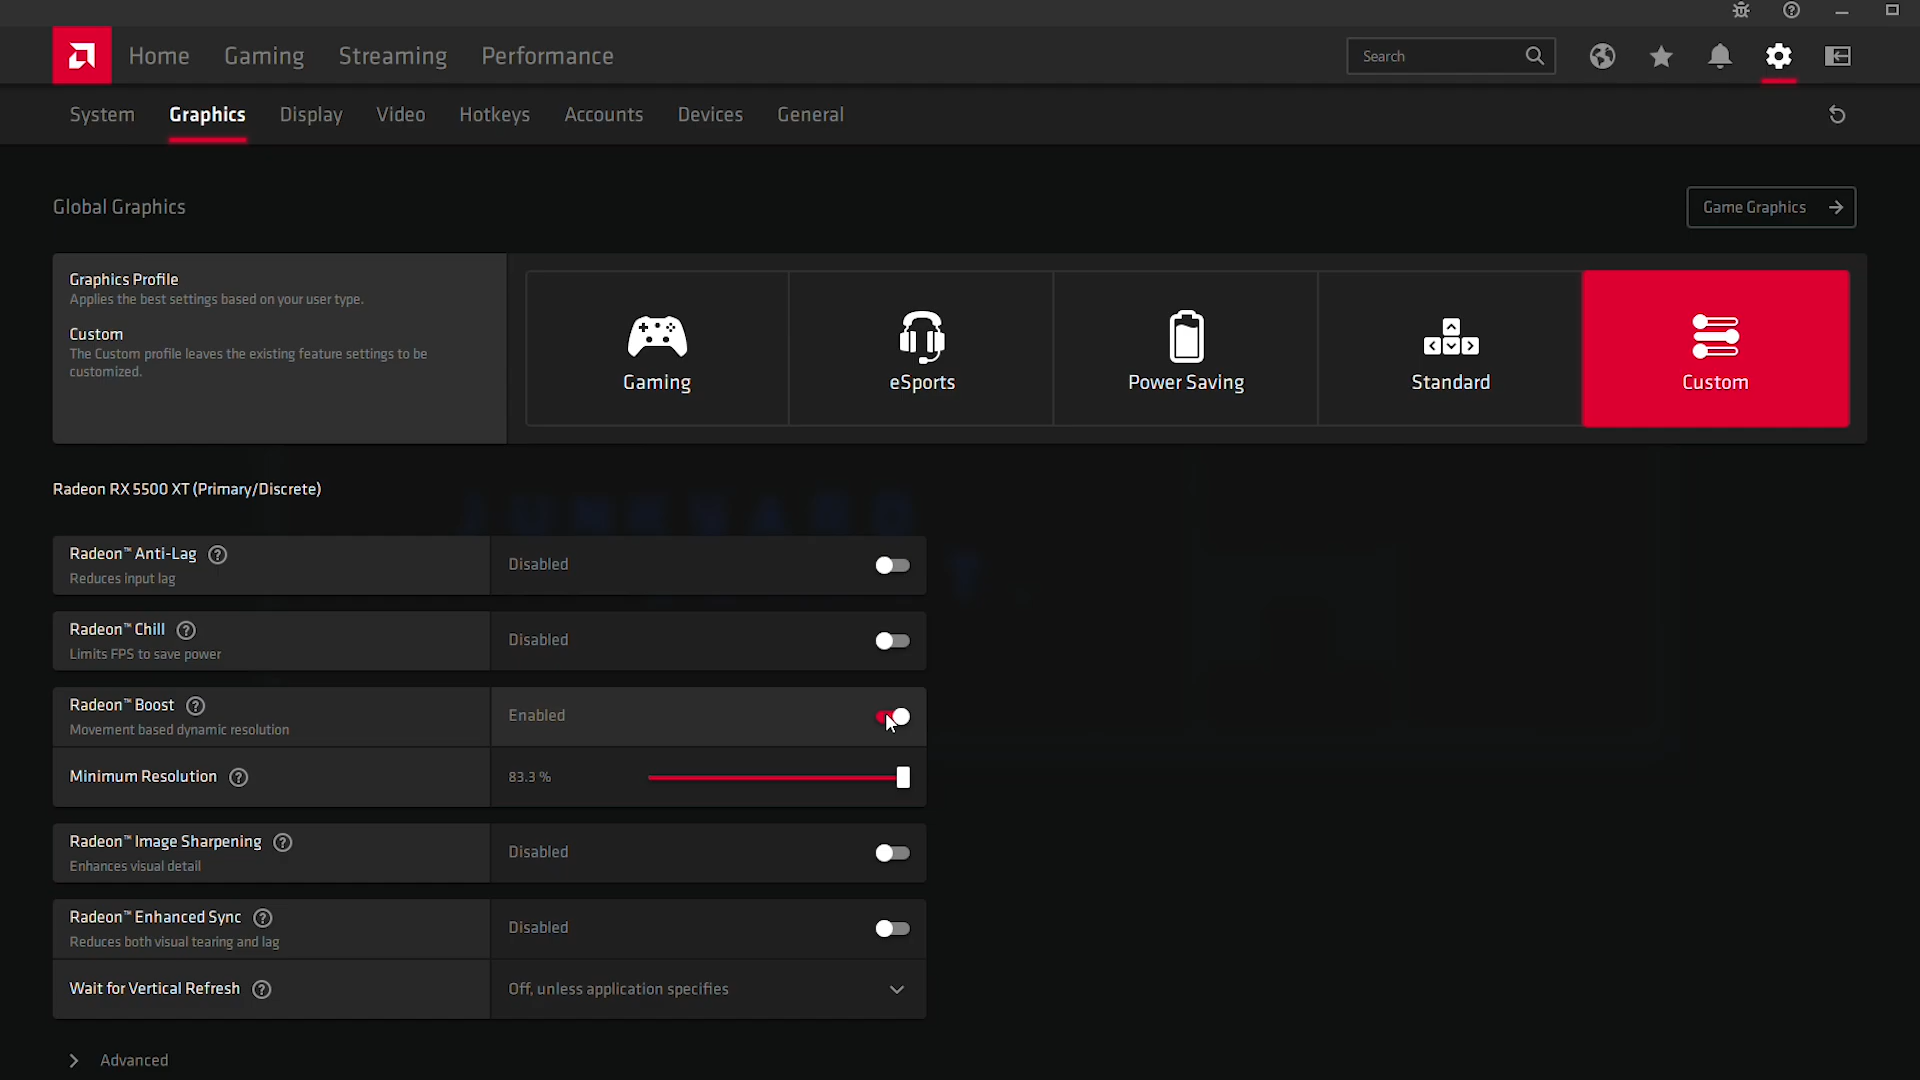 Home Gaming Streaming Performance Search
System Graphics Display Video Hotkeys Accounts Devices General
Global Graphics
Game Graphics
Graphics Profile
Applies the best settings based on your user type.
Custom
The Custom profile leaves the existing feature settings to be
customized.
Gaming
eSports
Power Saving
Standard
Custom
Radeon RX 5500 XT (Primary/Discrete)
Radeon™ Anti-Lag
Reduces input lag
Disabled
Radeon™ Chill
Limits FPS to save power
Disabled
Radeon™ Boost
Movement based dynamic resolution
Enabled
Minimum Resolution
83.3 %
Radeon™ Image Sharpening
Enhances visual detail
Disabled
Radeon™ Enhanced Sync
Reduces both visual tearing and lag
Disabled
Wait for Vertical Refresh
Off, unless application specifies
Advanced